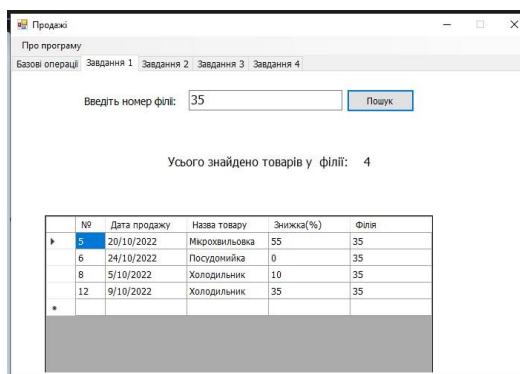 Продажі
Про програму
Базові операції Завдання 1 Завдання 2 Завдання 3 Завдання 4
Введіть номер філії: 35 Пошук
Усього знайдено товарів у філії: 4
№ Дата продажу Назва товару Знижка(%) Філія
5 20/10/2022 Мікрохвильовка 55 35
6 24/10/2022 Посудомийка 0 35
8 5/10/2022 Холодильник 10 35
12 9/10/2022 Холодильник 35 35